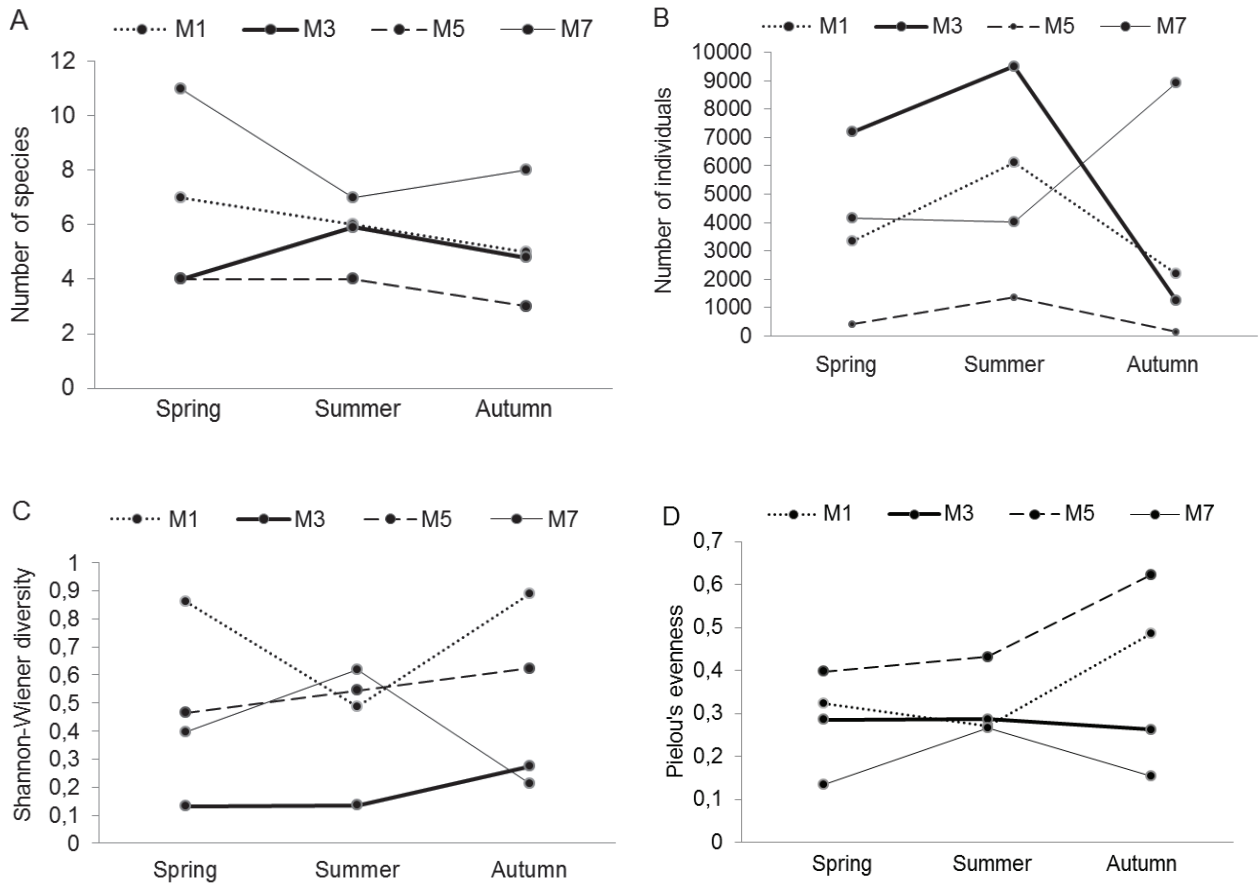 A
M1 M3 M5 M7
Number of species
12
10
8
6
4
2
0
Spring Summer Autumn
B
M1 M3 M5 M7
Number of individuals
10000
9000
8000
7000
6000
5000
4000
3000
2000
1000
0
Spring Summer Autumn
C
M1 M3 M5 M7
Shannon-Wiener diversity
1
0,9
0,8
0,7
0,6
0,5
0,4
0,3
0,2
0,1
0
Spring Summer Autumn
D
M1 M3 M5 M7
Pielou's evenness
0,7
0,6
0,5
0,4
0,3
0,2
0,1
0
Spring Summer Autumn